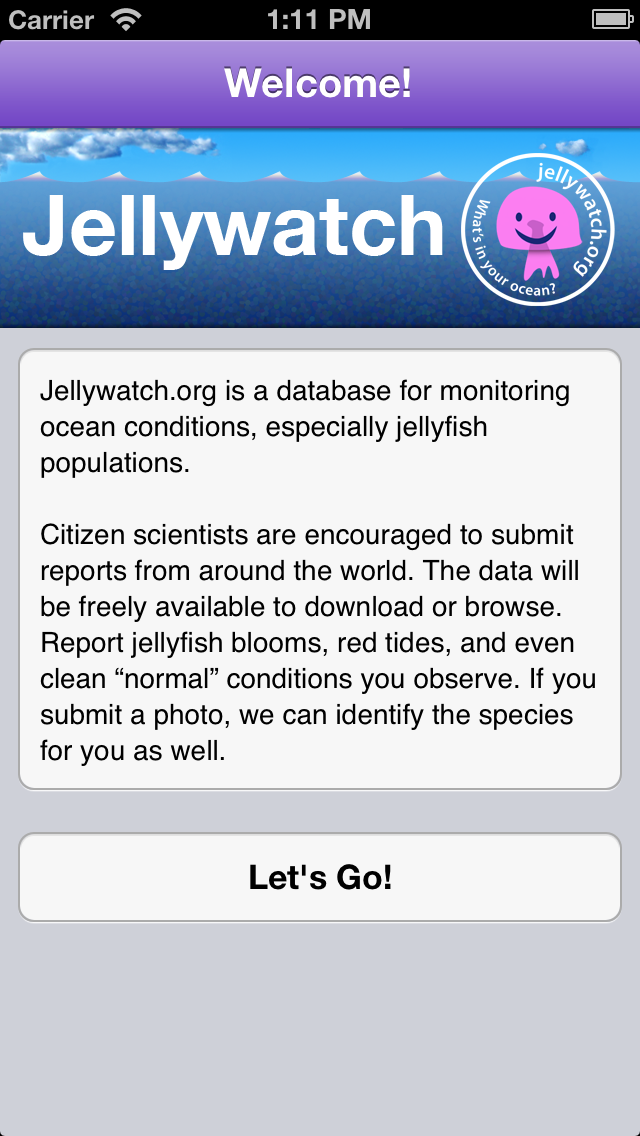 Carrier
1:11 PM
Welcome!
Jellywatch
jellywatch.org
What's in your ocean?
Jellywatch.org is a database for monitoring
ocean conditions, especially jellyfish
populations.
Citizen scientists are encouraged to submit
reports from around the world. The data will
be freely available to download or browse.
Report jellyfish blooms, red tides, and even
clean “normal” conditions you observe. If you
submit a photo, we can identify the species
for you as well.
Let's Go!